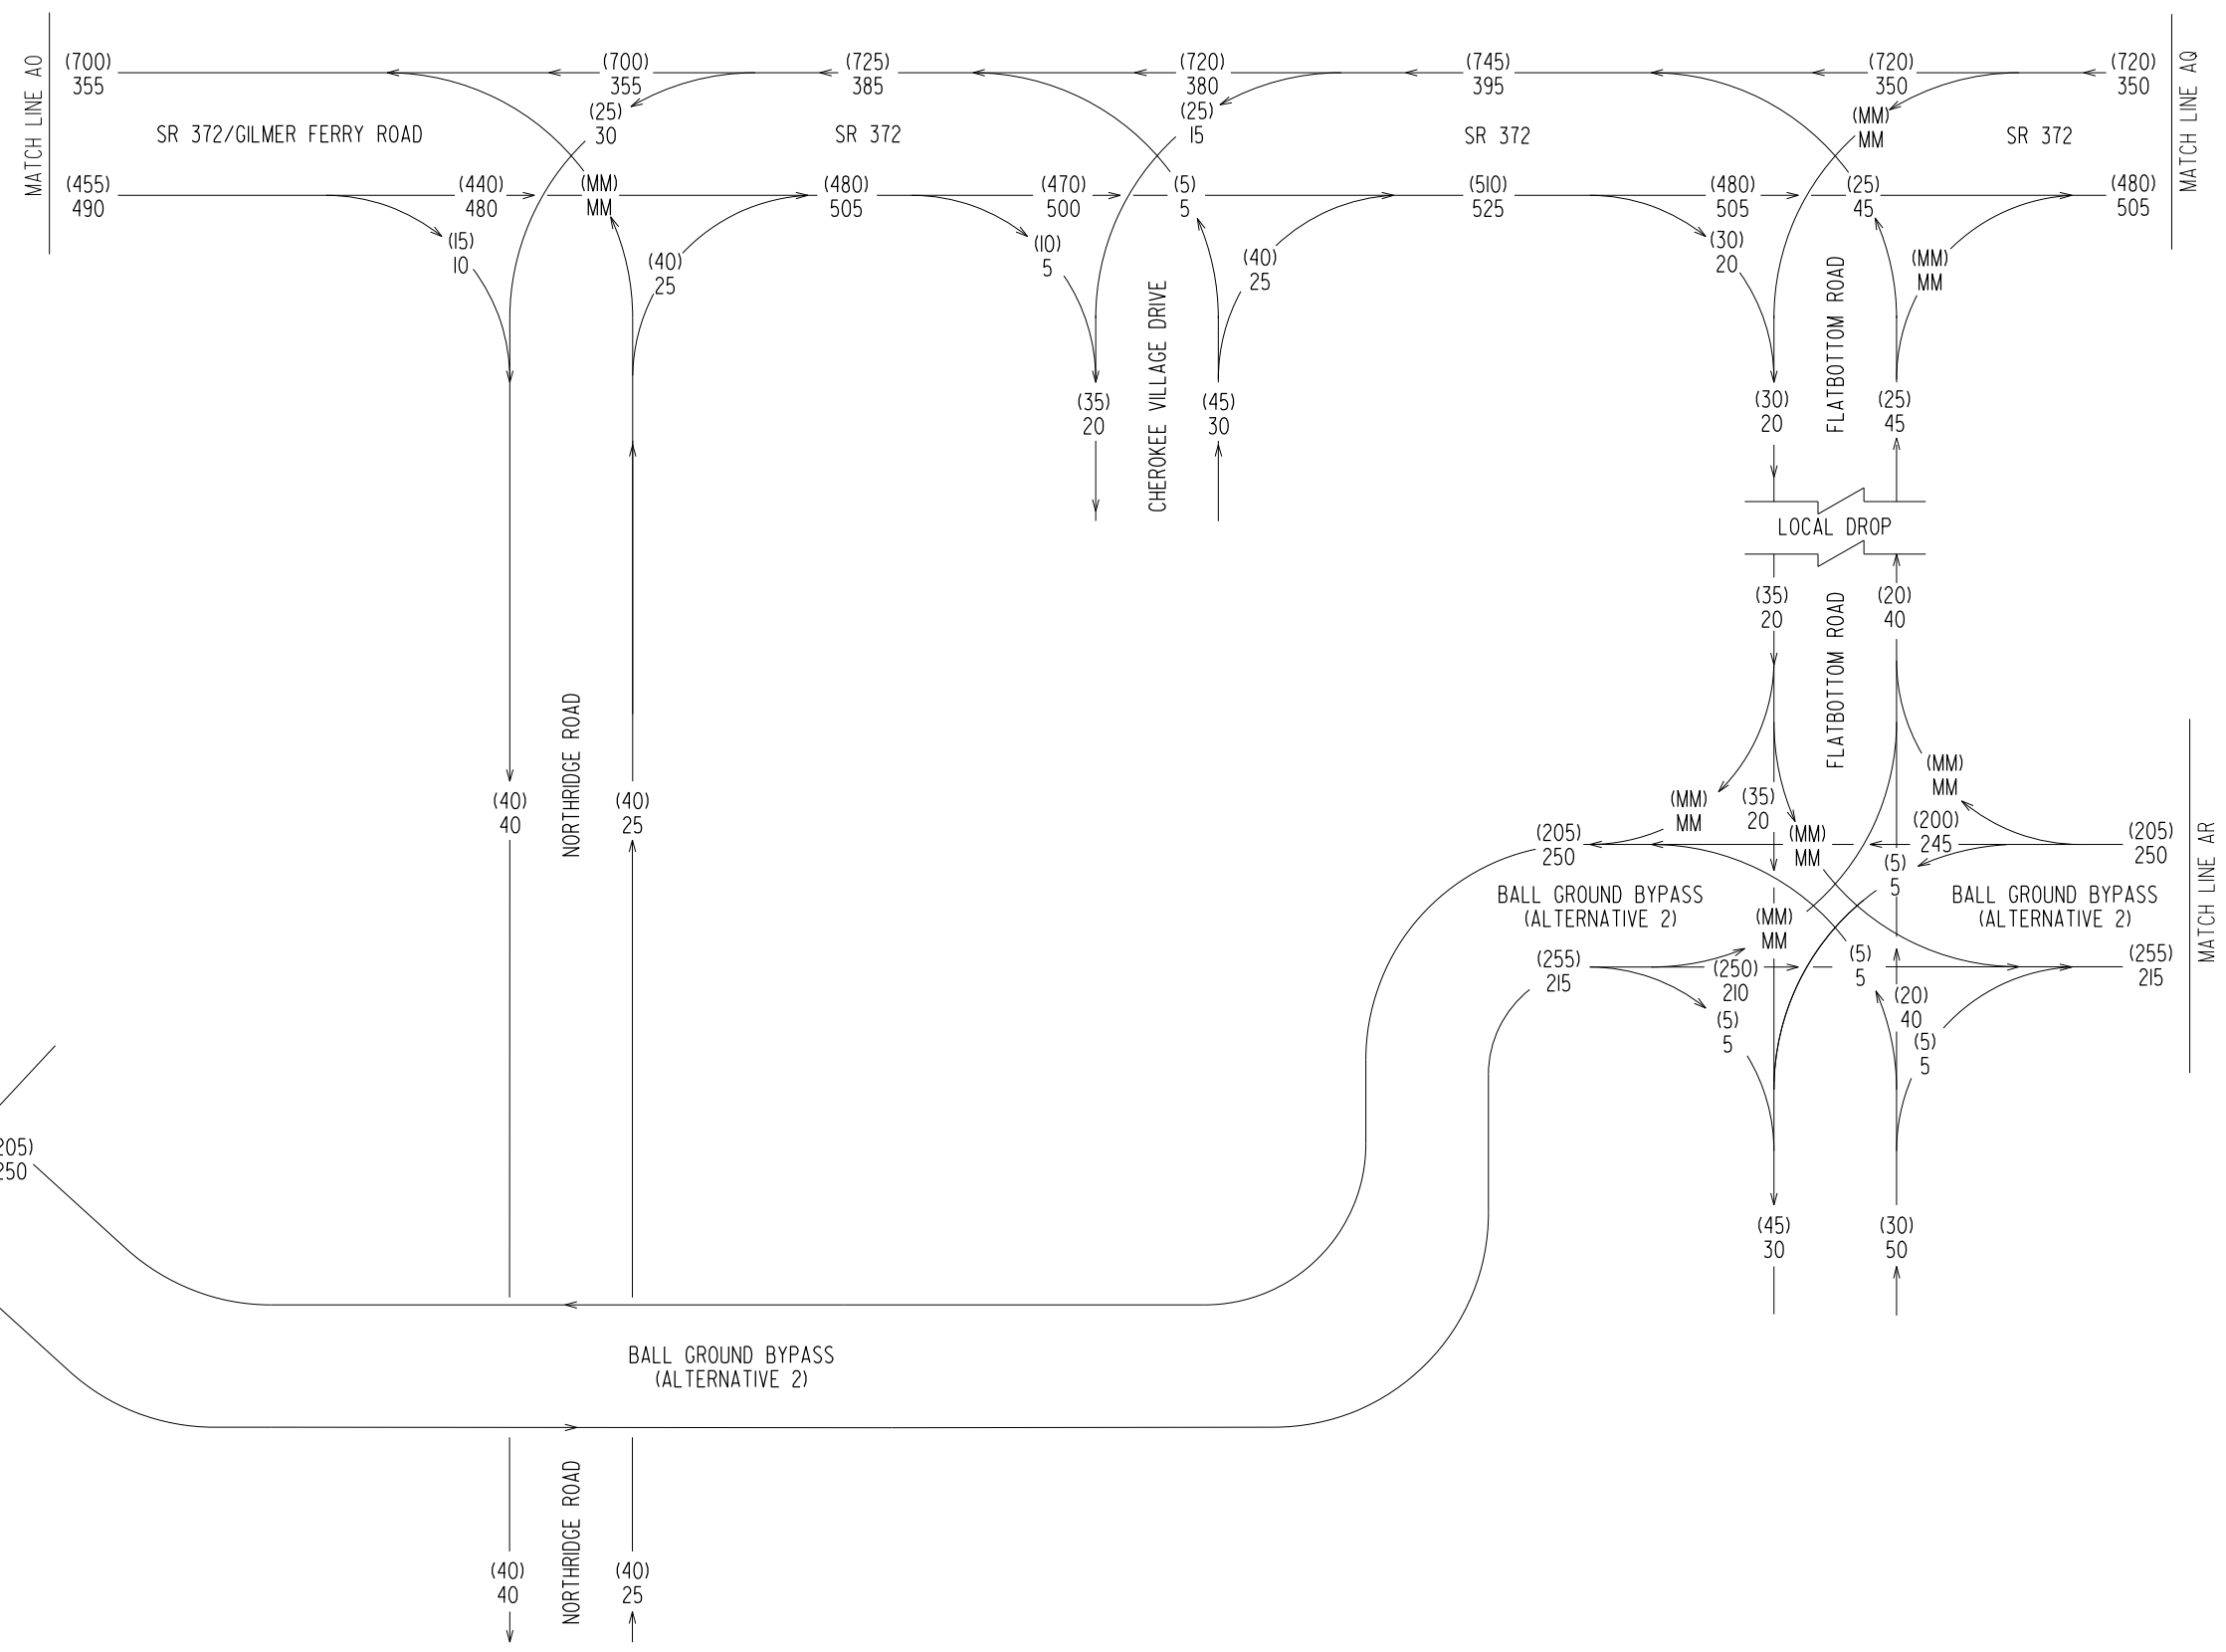 MATCH LINE AO
(700)
355
(700)
355
(725)
385
(720)
380
(745)
395
(720)
350
(720)
350
MATCH LINE AQ
(25)
30
(25)
15
(MM)
MM
SR 372/GILMER FERRY ROAD
SR 372
SR 372
SR 372
(455)
490
(440)
480
(MM)
MM
(480)
505
(470)
500
(5)
5
(510)
525
(480)
505
(25)
45
(480)
505
(15)
10
(40)
25
(10)
5
(40)
25
(30)
20
(MM)
MM
CHEROKEE VILLAGE DRIVE
FLATBOTTOM ROAD
(35)
20
(45)
30
(30)
20
(25)
45
LOCAL DROP
(35)
20
(20)
40
FLATBOTTOM ROAD
NORTHRIDGE ROAD
(40)
40
(40)
25
(MM)
MM
(MM)
MM
(35)
20
(205)
250
(MM)
MM
(200)
245
(205)
250
MATCH LINE AR
(5)
5
BALL GROUND BYPASS
(ALTERNATIVE 2)
BALL GROUND BYPASS
(ALTERNATIVE 2)
(MM)
MM
(255)
215
(250)
210
(5)
5
(255)
215
(5)
5
(20)
40
(5)
5
205)
250
(45)
30
(30)
50
BALL GROUND BYPASS
(ALTERNATIVE 2)
NORTHRIDGE ROAD
(40)
40
(40)
25